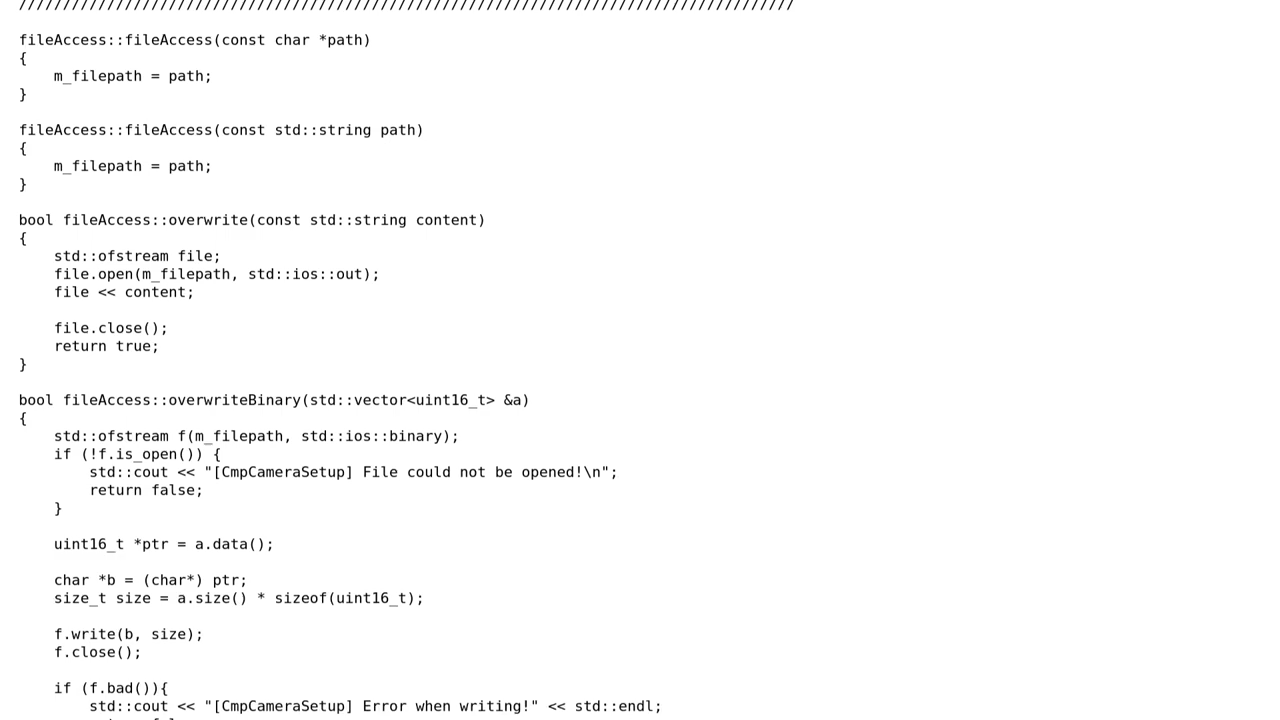 ////////////////////////////////////////////////////////////////////////////////////////
fileAccess::fileAccess(const char *path)
{
    m_filepath = path;
}
fileAccess::fileAccess(const std::string path)
{
    m_filepath = path;
}
bool fileAccess::overwrite(const std::string content)
{
    std::ofstream file;
    file.open(m_filepath, std::ios::out);
    file << content;
    file.close();
    return true;
}
bool fileAccess::overwriteBinary(std::vector<uint16_t> &a)
{
    std::ofstream f(m_filepath, std::ios::binary);
    if (!f.is_open()) {
        std::cout << "[CmpCameraSetup] File could not be opened!\n";
        return false;
    }
    uint16_t *ptr = a.data();
    char *b = (char*) ptr;
    size_t size = a.size() * sizeof(uint16_t);
    f.write(b, size);
    f.close();
    if (f.bad()){
        std::cout << "[CmpCameraSetup] Error when writing!" << std::endl;